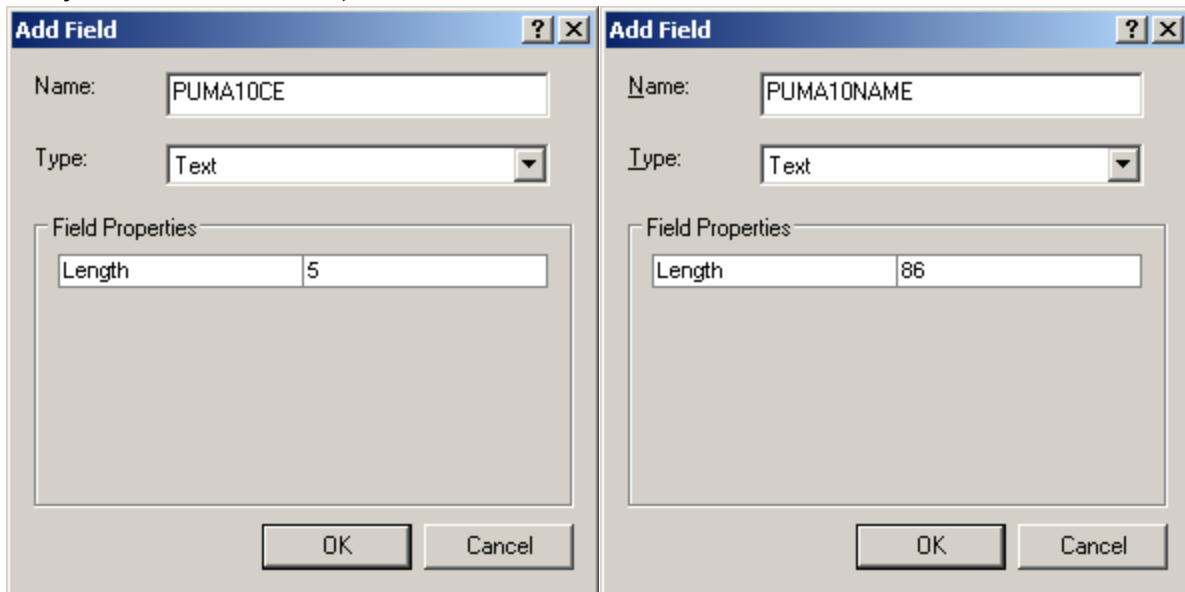 Add Field
Name: PUMA10CE
Type: Text
Field Properties
Length 5
OK Cancel
Add Field
Name: PUMA10NAME
Type: Text
Field Properties
Length 86
OK Cancel